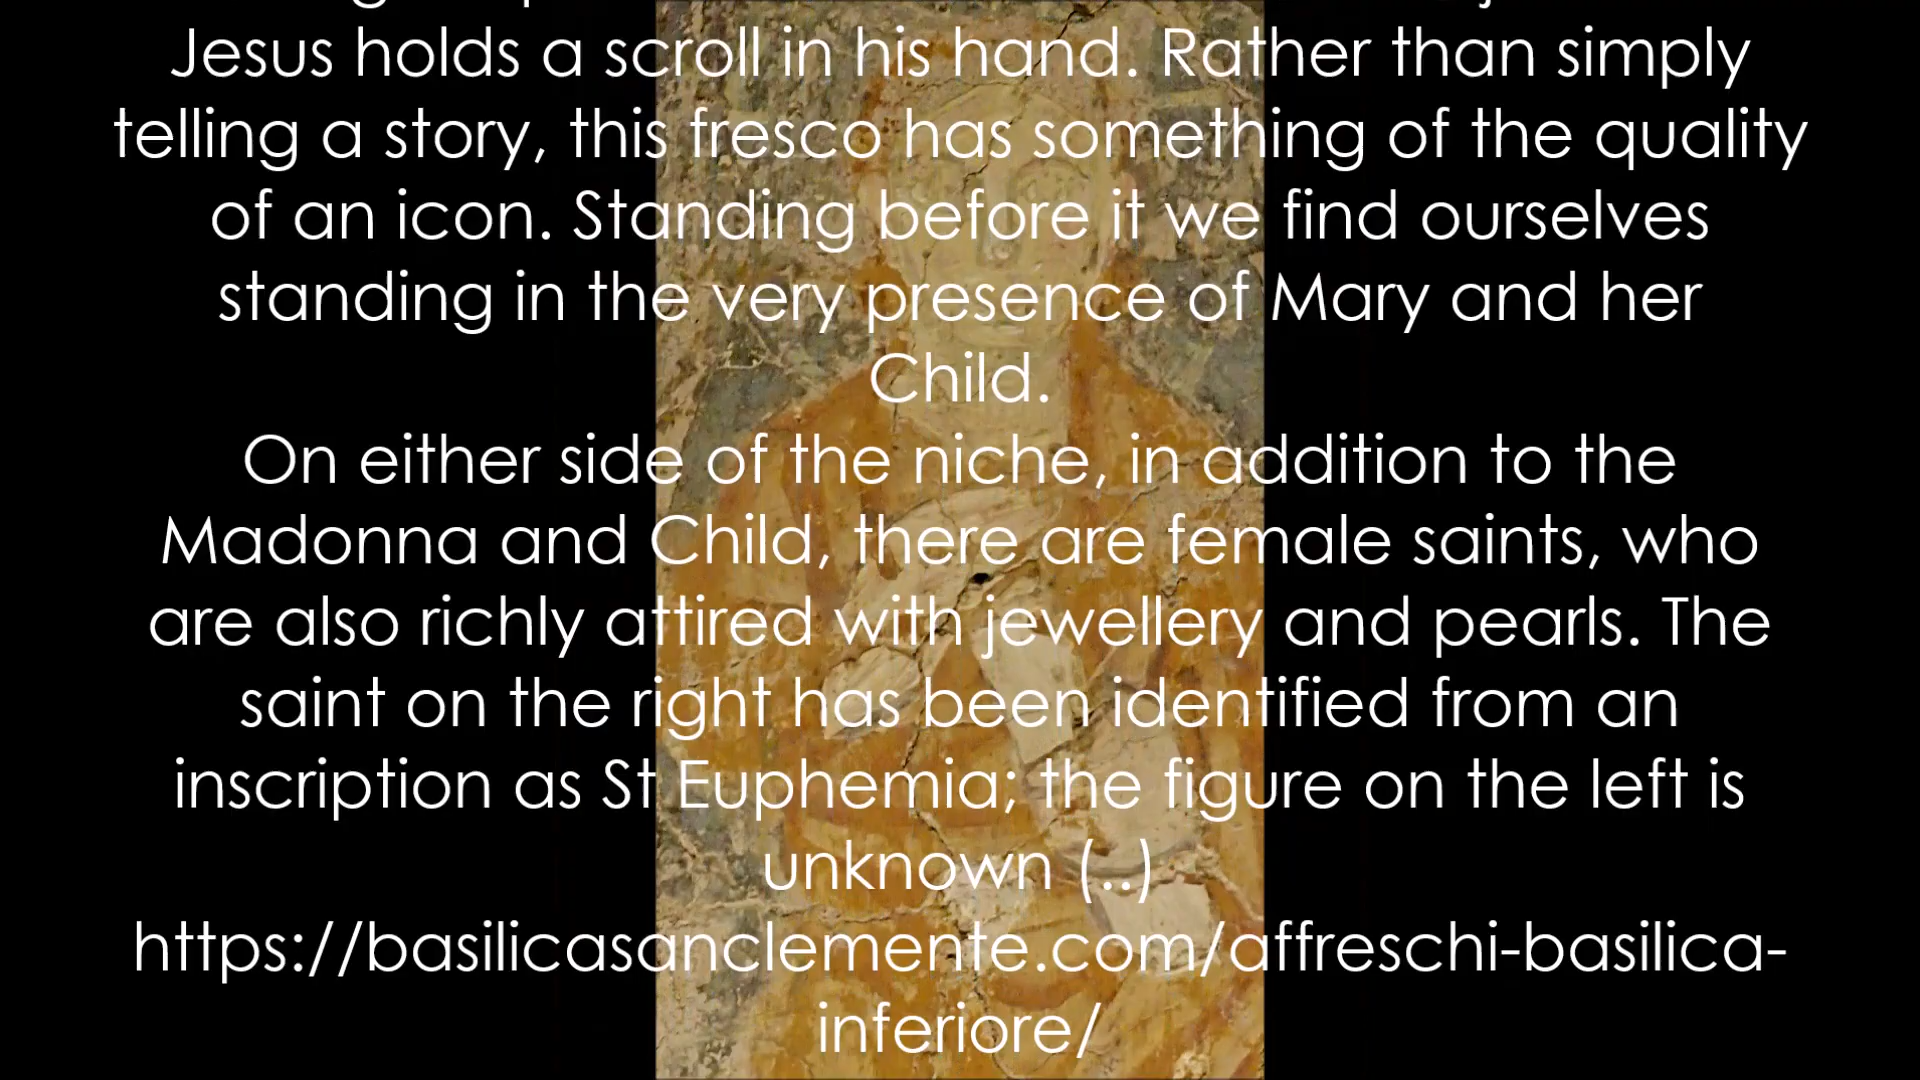 Jesus holds a scroll in his hand. Rather than simply
telling a story, this fresco has something of the quality
of an icon. Standing before it we find ourselves
standing in the very presence of Mary and her
Child.
On either side of the niche, in addition to the
Madonna and Child, there are female saints, who
are also richly attired with jewellery and pearls. The
saint on the right has been identified from an
inscription as St Euphemia; the figure on the left is
unknown (..)
https://basilicasanclemente.com/affreschi-basilica-
inferiore/